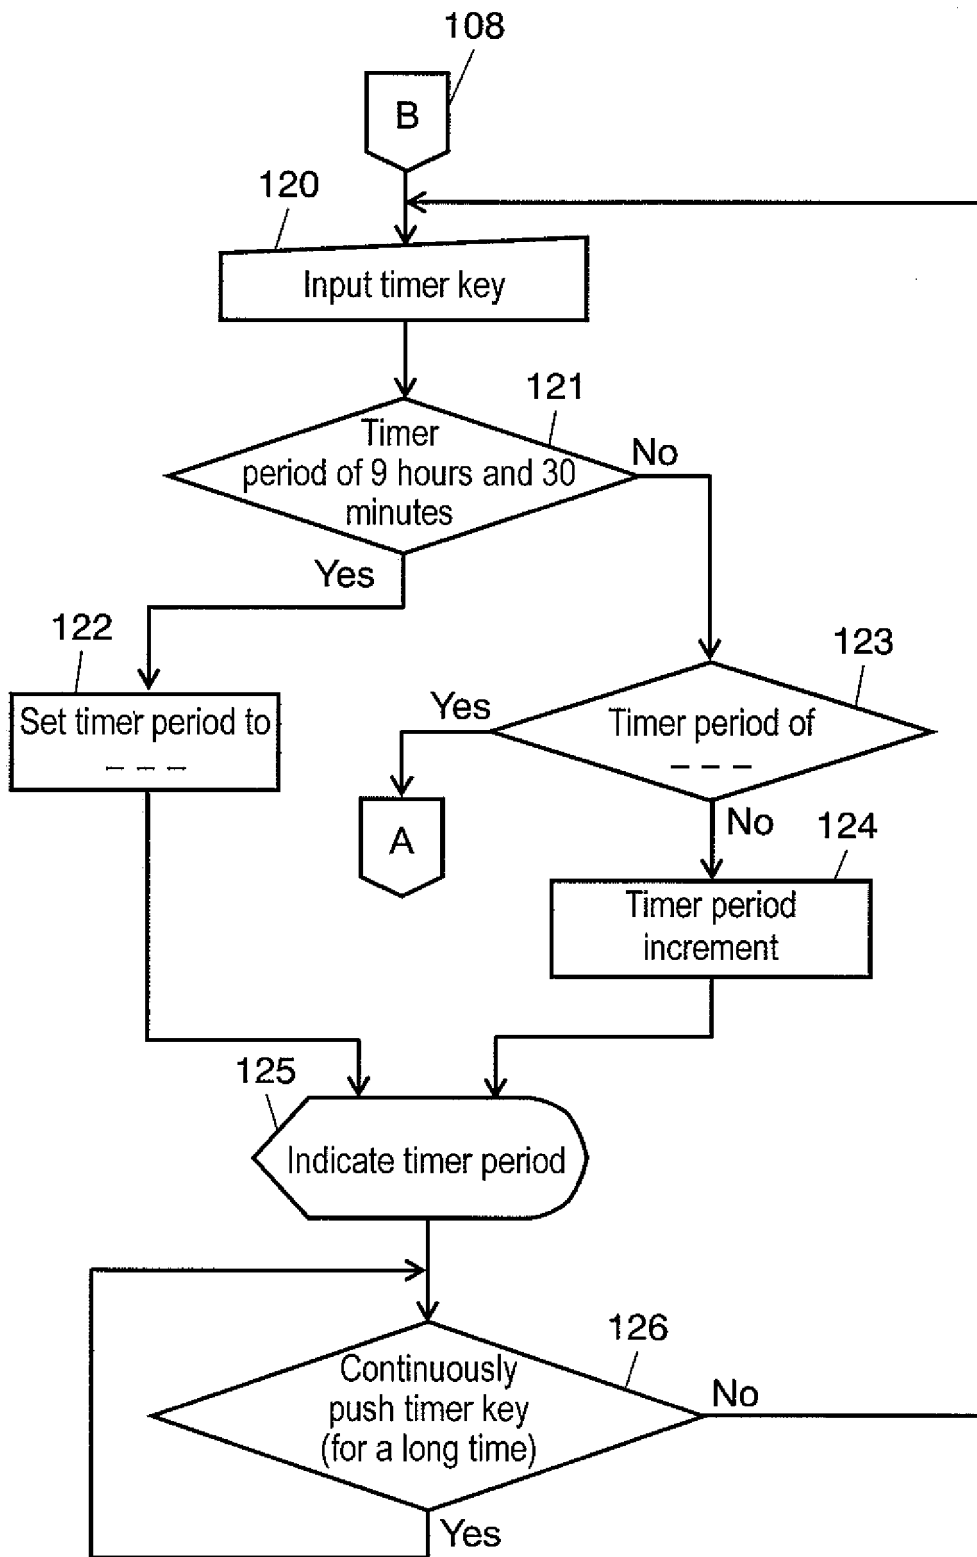 108
B
120
Input timer key
121
Timer
period of 9 hours and 30
minutes
No
Yes
122
Set timer period to
– – –
123
Yes
Timer period of
– – –
A
No
124
Timer period
increment
125
Indicate timer period
126
Continuously
push timer key
(for a long time)
No
Yes